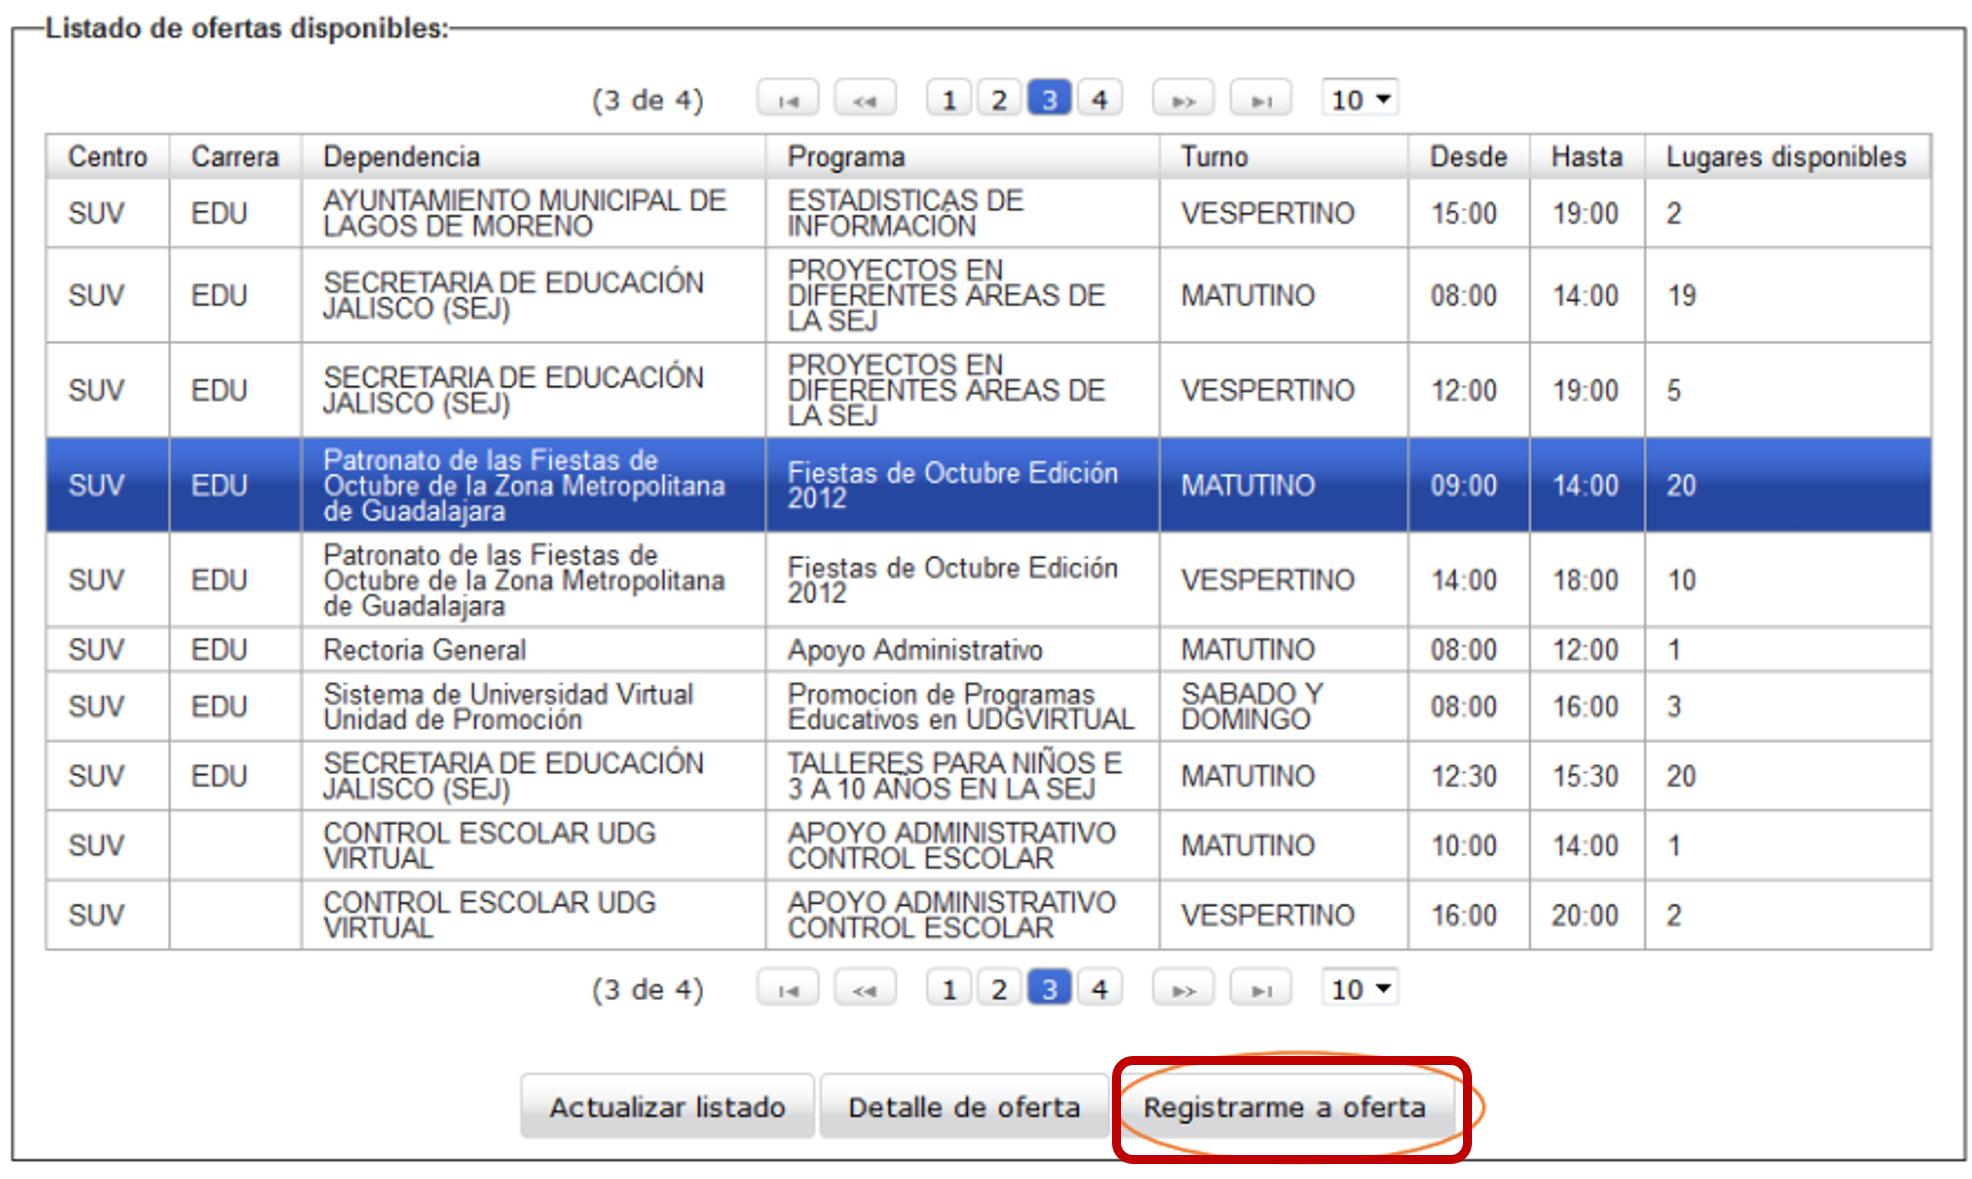 Listado de ofertas disponibles:
(3 de 4) 1 2 3 4 10
Centro Carrera Dependencia Programa Turno Desde Hasta Lugares disponibles
SUV EDU AYUNTAMIENTO MUNICIPAL DE LAGOS DE MORENO ESTADISTICAS DE INFORMACIÓN VESPERTINO 15:00 19:00 2
SUV EDU SECRETARIA DE EDUCACIÓN JALISCO (SEJ) PROYECTOS EN DIFERENTES AREAS DE LA SEJ MATUTINO 08:00 14:00 19
SUV EDU SECRETARIA DE EDUCACIÓN JALISCO (SEJ) PROYECTOS EN DIFERENTES AREAS DE LA SEJ VESPERTINO 12:00 19:00 5
SUV EDU Patronato de las Fiestas de Octubre de la Zona Metropolitana de Guadalajara Fiestas de Octubre Edición 2012 MATUTINO 09:00 14:00 20
SUV EDU Patronato de las Fiestas de Octubre de la Zona Metropolitana de Guadalajara Fiestas de Octubre Edición 2012 VESPERTINO 14:00 18:00 10
SUV EDU Rectoria General Apoyo Administrativo MATUTINO 08:00 12:00 1
SUV EDU Sistema de Universidad Virtual Unidad de Promoción Promocion de Programas Educativos en UDGVIRTUAL SABADO Y DOMINGO 08:00 16:00 3
SUV EDU SECRETARIA DE EDUCACIÓN JALISCO (SEJ) TALLERES PARA NIÑOS E 3 A 10 AÑOS EN LA SEJ MATUTINO 12:30 15:30 20
SUV CONTROL ESCOLAR UDG VIRTUAL APOYO ADMINISTRATIVO CONTROL ESCOLAR MATUTINO 10:00 14:00 1
SUV CONTROL ESCOLAR UDG VIRTUAL APOYO ADMINISTRATIVO CONTROL ESCOLAR VESPERTINO 16:00 20:00 2
(3 de 4) 1 2 3 4 10
Actualizar listado Detalle de oferta Registrarme a oferta